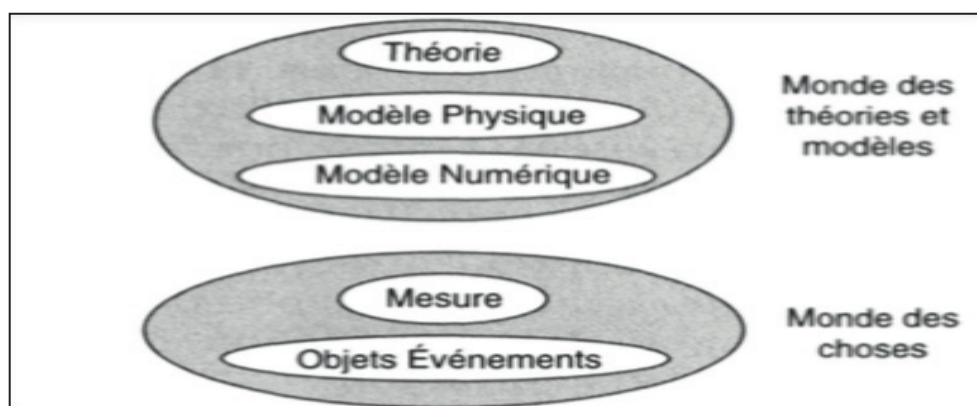 Théorie
Modèle Physique
Modèle Numérique
Monde des
théories et
modèles
Mesure
Objets Événements
Monde des
choses